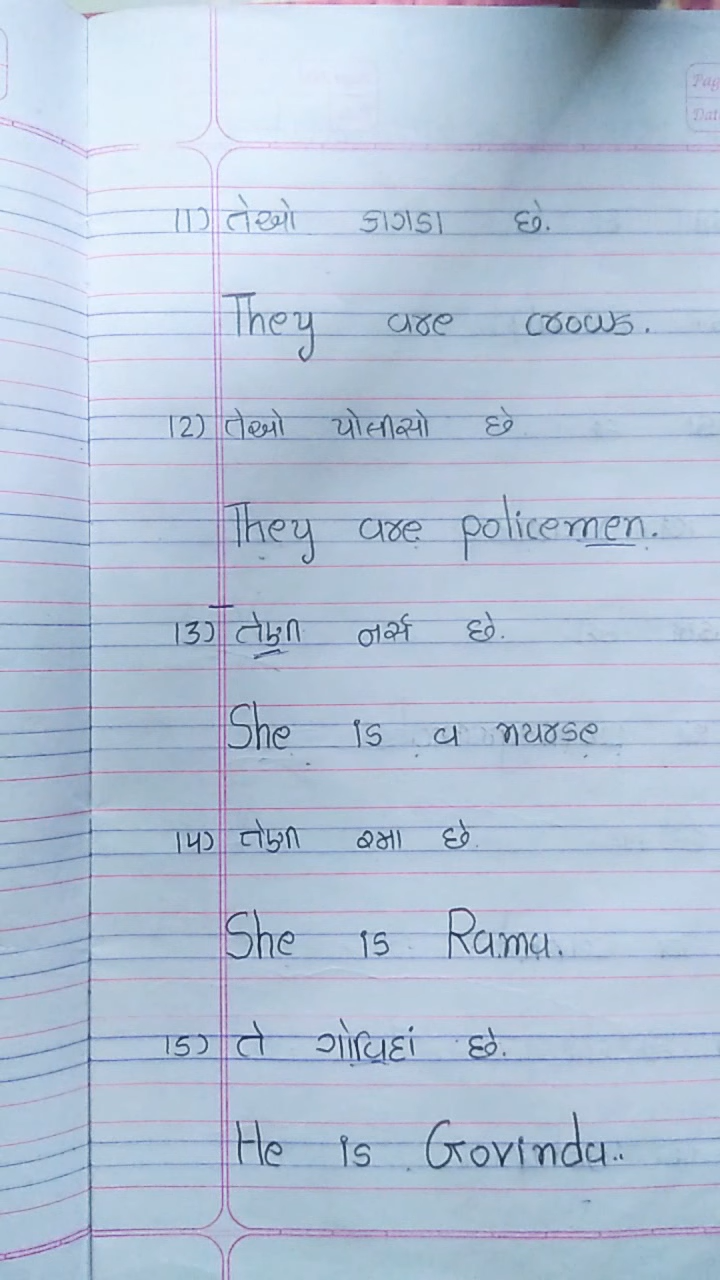 11) તેઓ કાગડા છે.
They are crows.
12) તેઓ પોલીસો છે
They are policemen.
13) તેણી નર્સ છે.
She is a nurse
14) તેણી રમા છે.
She is Rama.
15) તે ગોવિંદા છે.
He is Govinda..